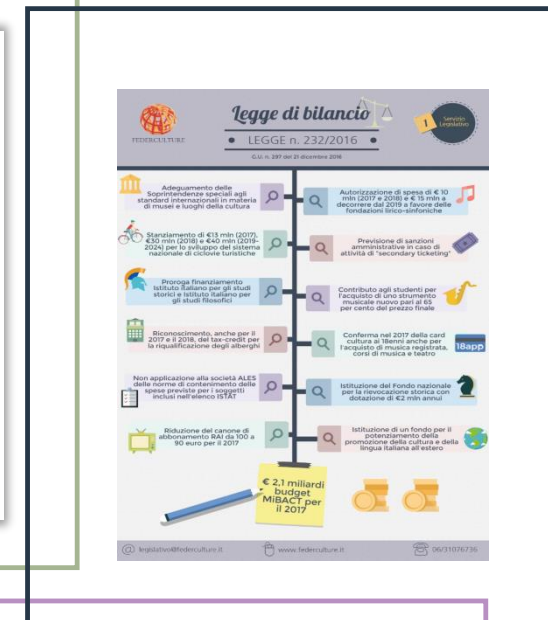 FEDERCULTURE
Legge di bilancio
LEGGE n. 232/2016
G.U. n. 297 del 21 dicembre 2016
1
Servizio
Legislativo
Adeguamento delle
Soprintendenze speciali agli
standard internazionali in materia
di musei e luoghi della cultura
Autorizzazione di spesa di € 10
mln (2017 e 2018) e € 15 mln a
decorrere dal 2019 a favore delle
fondazioni lirico-sinfoniche
Stanziamento di €13 mln (2017),
€30 mln (2018) e €40 mln (2019-
2024) per lo sviluppo del sistema
nazionale di ciclovie turistiche
Previsione di sanzioni
amministrative in caso di
attività di "secondary ticketing"
Proroga finanziamento
Istituto italiano per gli studi
storici e Istituto italiano per
gli studi filosofici
Contributo agli studenti per
l'acquisto di uno strumento
musicale nuovo pari al 65
per cento del prezzo finale
Riconoscimento, anche per il
2017 e il 2018, del tax-credit per
la riqualificazione degli alberghi
Conferma nel 2017 della card
cultura ai 18enni anche per
l'acquisto di musica registrata,
corsi di musica e teatro
18app
Non applicazione alla società ALES
delle norme di contenimento delle
spese previste per i soggetti
inclusi nell'elenco ISTAT
Istituzione del Fondo nazionale
per la rievocazione storica con
dotazione di €2 mln annui
Riduzione del canone di
abbonamento RAI da 100 a
90 euro per il 2017
Istituzione di un fondo per il
potenziamento della
promozione della cultura e della
lingua italiana all'estero
€ 2,1 miliardi
budget
MiBACT per
il 2017
legislativo@federculture.it
www.federculture.it
06/31076736